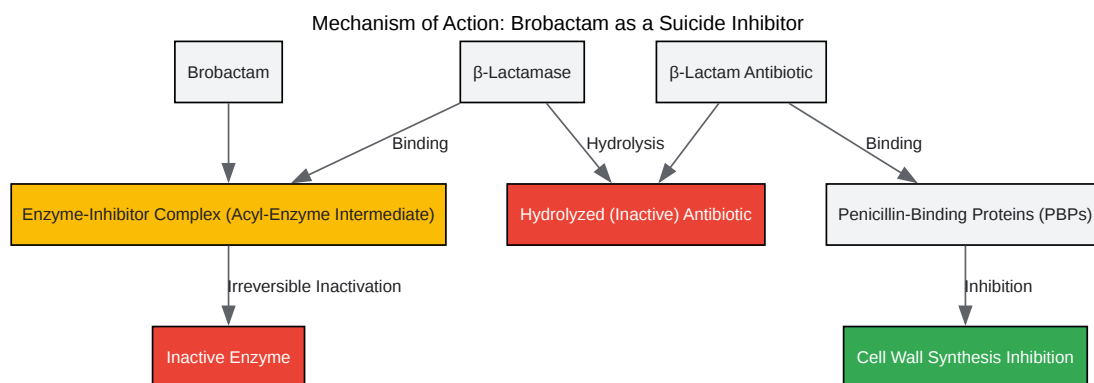 Mechanism of Action: Brobactam as a Suicide Inhibitor
Brobactam
β-Lactamase
β-Lactam Antibiotic
Binding
Hydrolysis
Binding
Enzyme-Inhibitor Complex (Acyl-Enzyme Intermediate)
Hydrolyzed (Inactive) Antibiotic
Penicillin-Binding Proteins (PBPs)
Irreversible Inactivation
Inhibition
Inactive Enzyme
Cell Wall Synthesis Inhibition